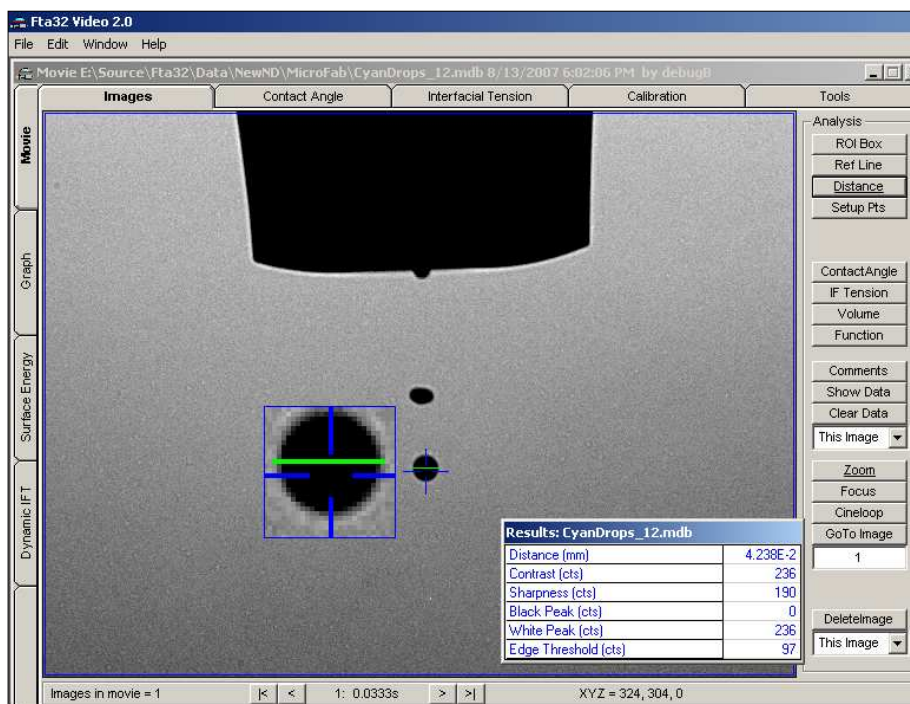 Fta32 Video 2.0
File Edit Window Help
Movie E:\Source\Fta32\Data\NewND\MicroFab\CyanDrops_12.mdb 8/13/2007 6:02:06 PM by debugB
Images Contact Angle Interfacial Tension Calibration Tools
Movie
Graph
Surface Energy
Dynamic IFT
Analysis
ROI Box
Ref Line
Distance
Setup Pts
ContactAngle
IF Tension
Volume
Function
Comments
Show Data
Clear Data
This Image
Zoom
Focus
Cineloop
GoTo Image
1
DeleteImage
This Image
Results: CyanDrops_12.mdb
Distance (mm) 4.238E-2
Contrast (cts) 236
Sharpness (cts) 190
Black Peak (cts) 0
White Peak (cts) 236
Edge Threshold (cts) 97
Images in movie = 1 |< < 1: 0.0333s > >| XYZ = 324, 304, 0